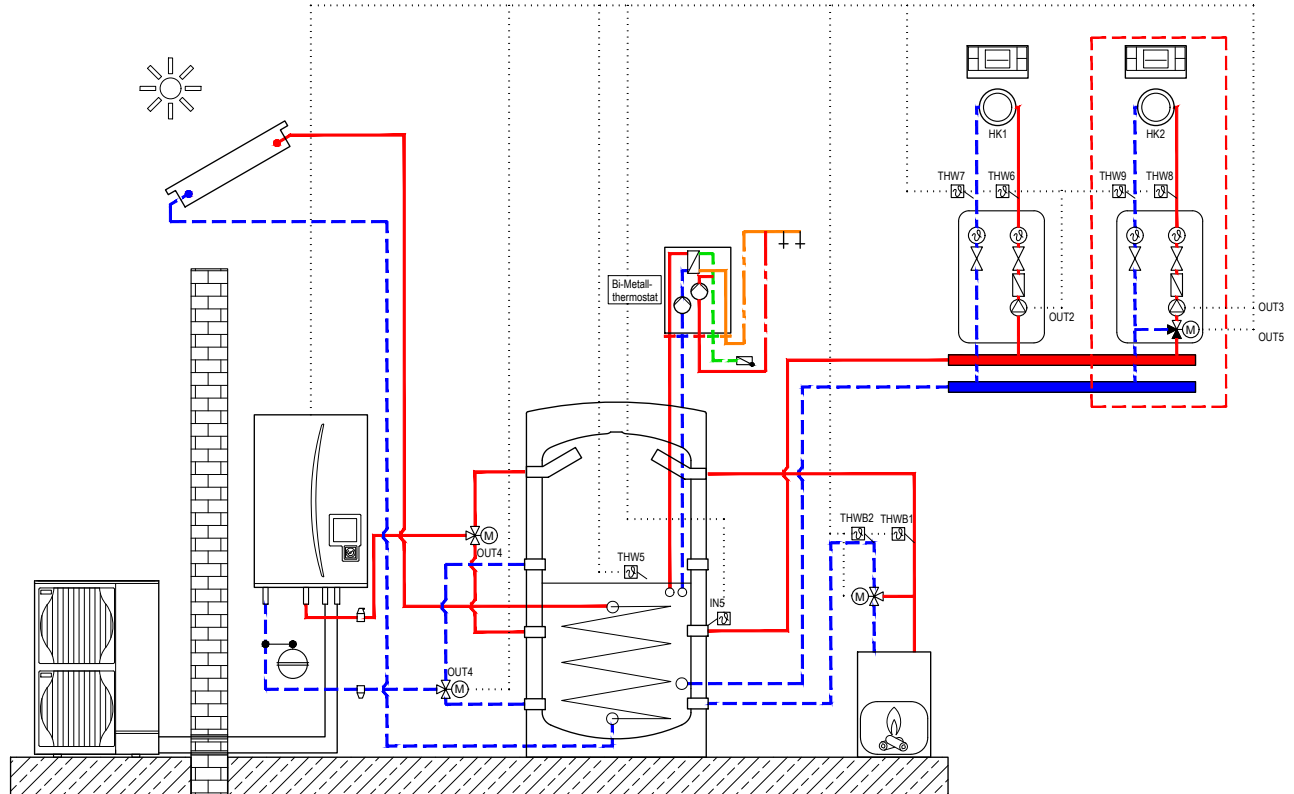 HK1
HK2
THW7
THW6
THW9
THW8
Bi-Metall-
thermostat
OUT2
OUT3
M
OUT5
THWB2
THWB1
M
OUT4
THW5
M
IN5
OUT4
M